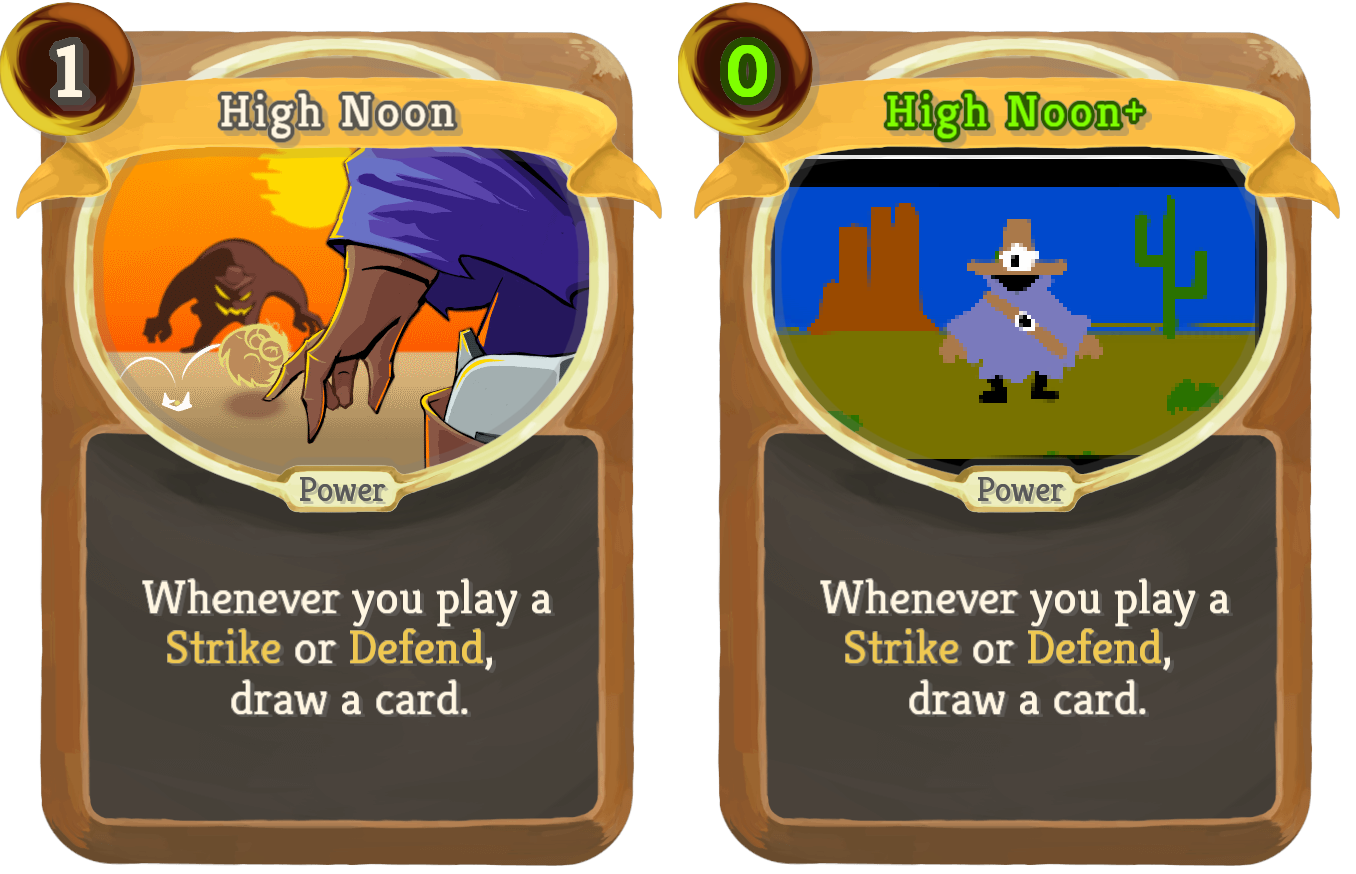 1
High Noon
Power
Whenever you play a
Strike or Defend,
draw a card.
0
High Noon+
Power
Whenever you play a
Strike or Defend,
draw a card.